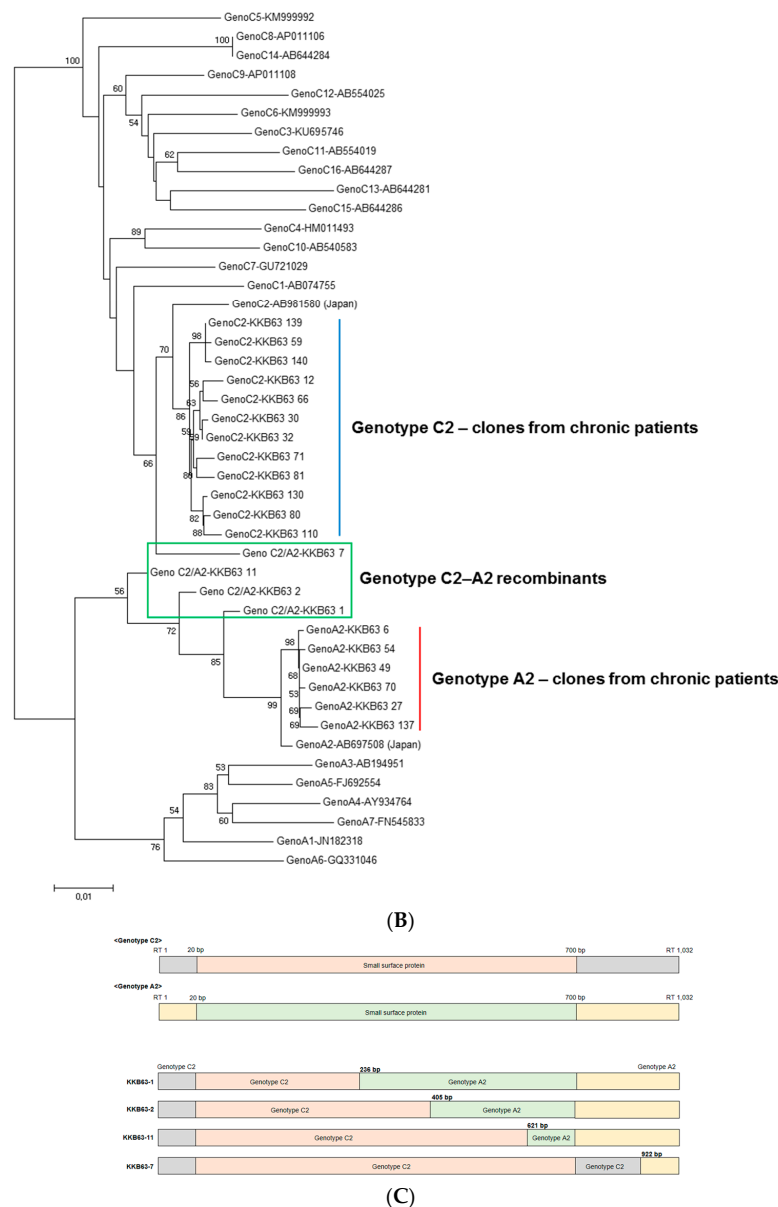 GenoC5-KM999992
GenoC8-AP011106
100
GenoC14-AB644284
100
GenoC9-AP011108
60
GenoC12-AB554025
54
GenoC6-KM999993
GenoC3-KU695746
GenoC11-AB554019
62
GenoC16-AB644287
GenoC13-AB644281
GenoC15-AB644286
GenoC4-HM011493
89
GenoC10-AB540583
GenoC7-GU721029
GenoC1-AB074755
GenoC2-AB981580 (Japan)
GenoC2-KKB63 139
98
GenoC2-KKB63 59
70
GenoC2-KKB63 140
GenoC2-KKB63 12
56
GenoC2-KKB63 66
63
86
GenoC2-KKB63 30
Genotype C2 – clones from chronic patients
59
59
GenoC2-KKB63 32
GenoC2-KKB63 71
66
80
GenoC2-KKB63 81
GenoC2-KKB63 130
82
GenoC2-KKB63 80
88
GenoC2-KKB63 110
Geno C2/A2-KKB63 7
Geno C2/A2-KKB63 11
Genotype C2–A2 recombinants
56
Geno C2/A2-KKB63 2
Geno C2/A2-KKB63 1
72
GenoA2-KKB63 6
98
GenoA2-KKB63 54
85
GenoA2-KKB63 49
68
Genotype A2 – clones from chronic patients
GenoA2-KKB63 70
53
99
GenoA2-KKB63 27
69
69
GenoA2-KKB63 137
GenoA2-AB697508 (Japan)
GenoA3-AB194951
53
GenoA5-FJ692554
83
GenoA4-AY934764
54
60
GenoA7-FN545833
GenoA1-JN182318
76
GenoA6-GQ331046
0,01
(B)
<Genotype C2>
RT 1 20 bp 700 bp RT 1,032
Small surface protein
<Genotype A2>
RT 1 20 bp 700 bp RT 1,032
Small surface protein
Genotype C2 236 bp Genotype A2
KKB63-1 Genotype C2 Genotype A2
405 bp
KKB63-2 Genotype C2 Genotype A2
621 bp
KKB63-11 Genotype C2 Genotype A2
922 bp
KKB63-7 Genotype C2 Genotype C2
(C)